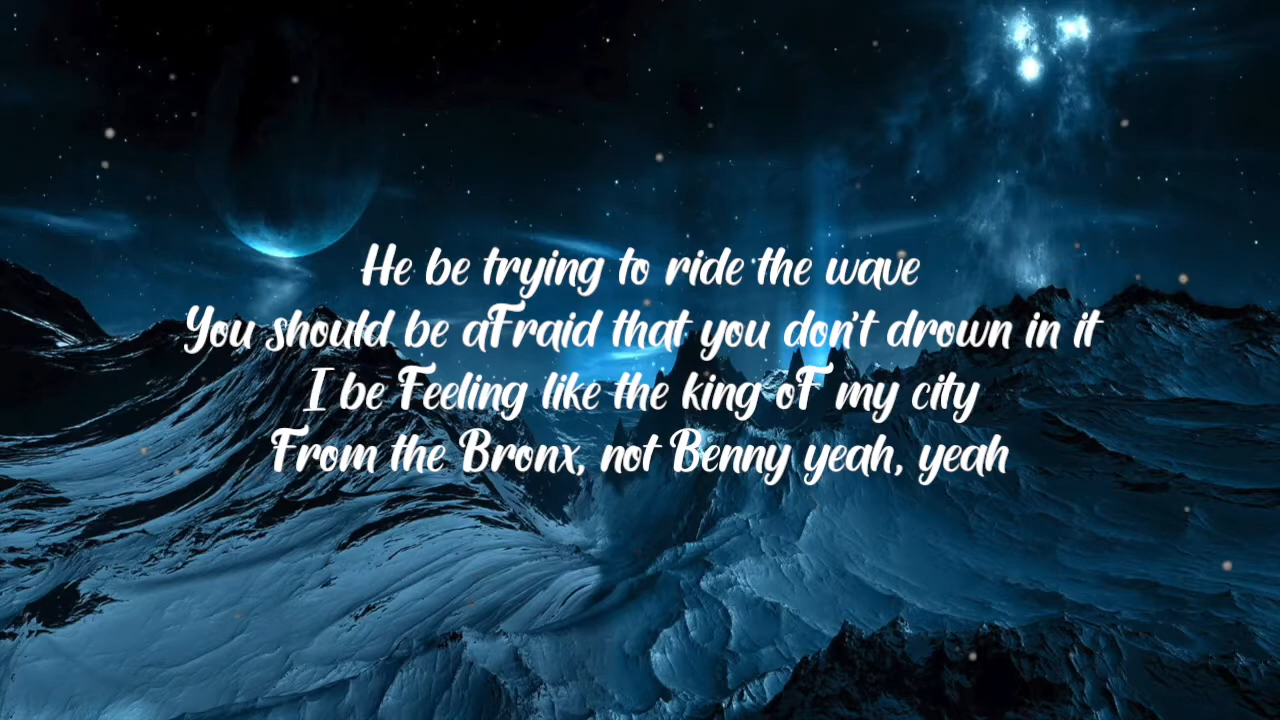 He be trying to ride the wave
You should be afraid that you don't drown in it
I be feeling like the king of my city
From the Bronx, not Benny yeah, yeah